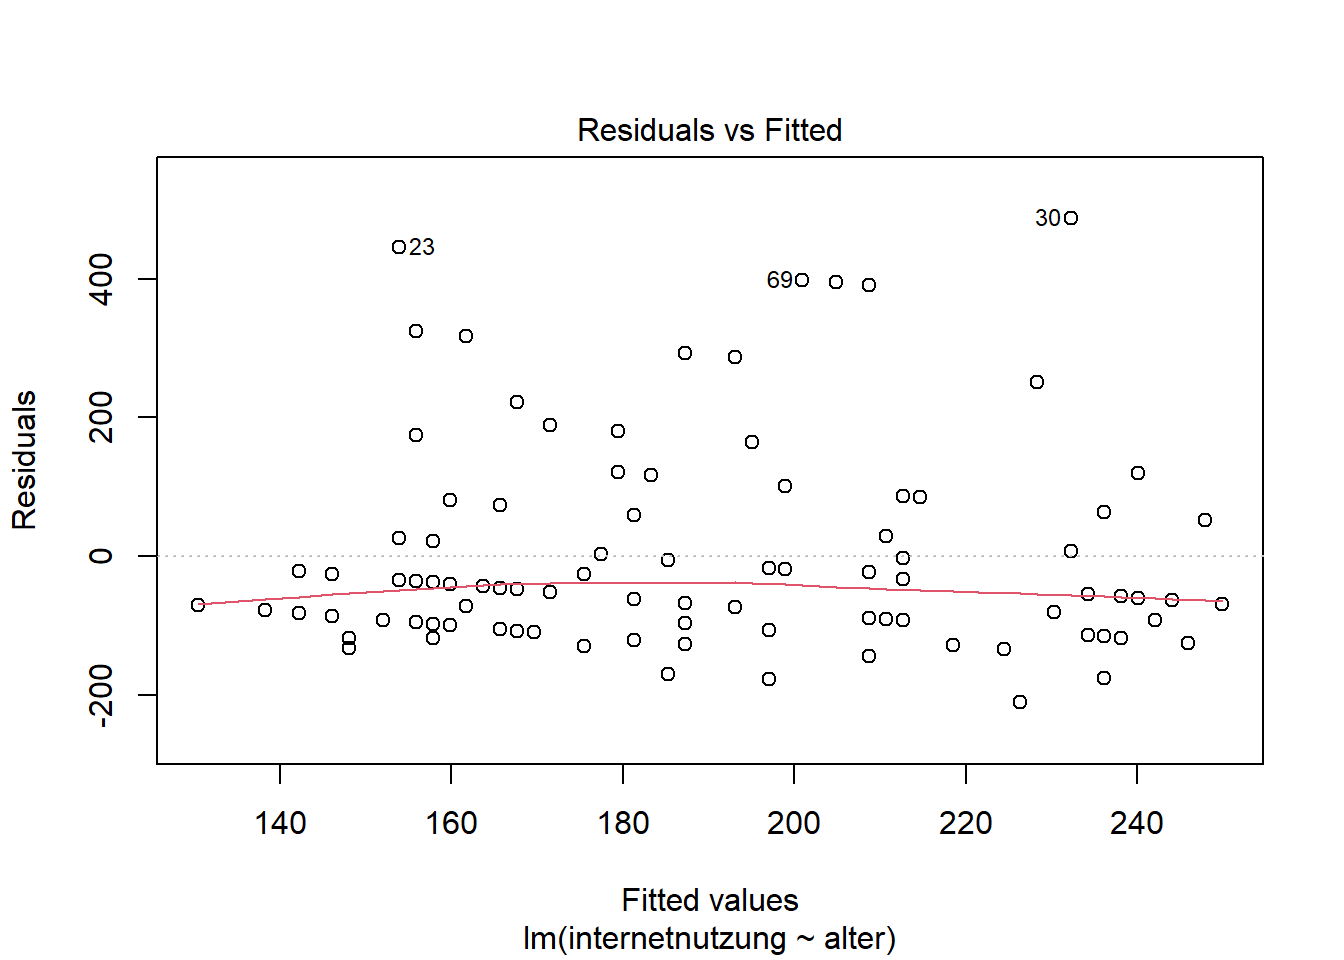 Residuals vs Fitted
Residuals
400
200
0
-200
23
69
30
140 160 180 200 220 240
Fitted values
lm(internetnutzung ~ alter)